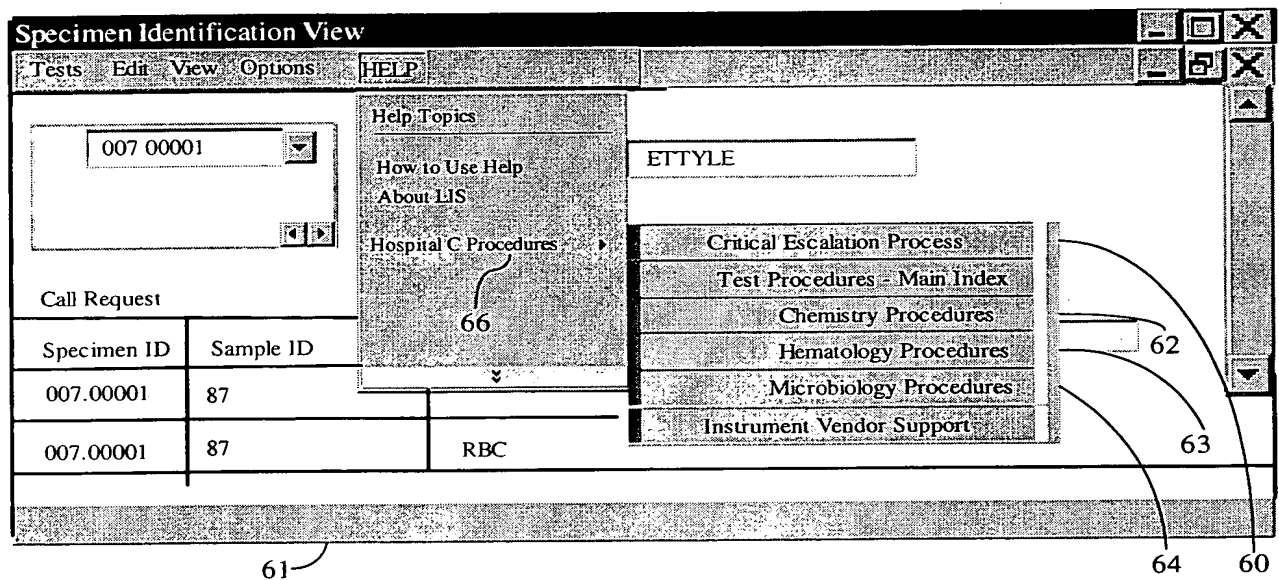 Specimen Identification View
Tests Edit View Options HELP
Help Topics
007 00001
ETTYLE
How to Use Help
About LIS
Hospital C Procedures
Critical Escalation Process
Test Procedures - Main Index
Chemistry Procedures
Hematology Procedures
Microbiology Procedures
Instrument Vendor Support
Call Request
66
62
Specimen ID Sample ID
007.00001 87
63
007.00001 87 RBC
61
64
60